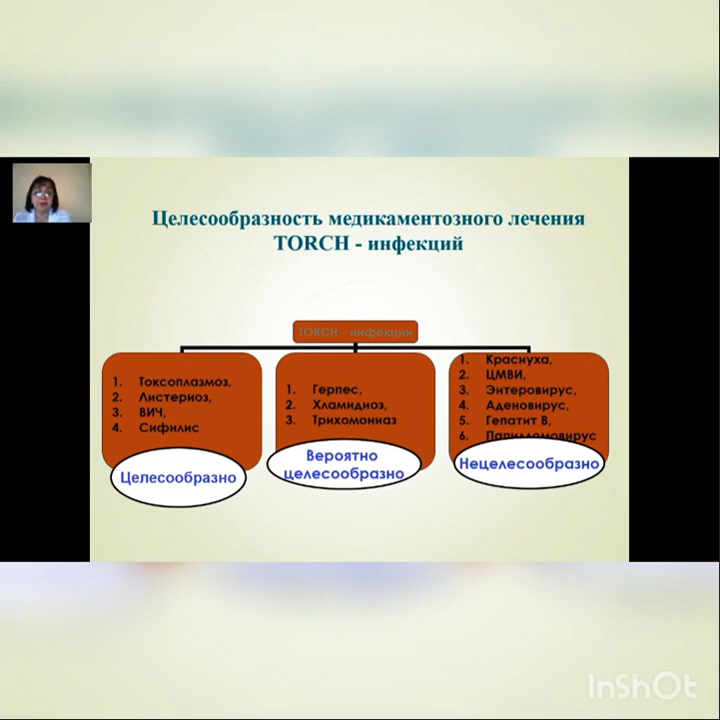 Целесообразность медикаментозного лечения
TORCH - инфекций
TORCH - инфекции
1. Токсоплазмоз,
2. Листериоз,
3. ВИЧ,
4. Сифилис
Целесообразно
1. Герпес,
2. Хламидиоз,
3. Трихомониаз
Вероятно
целесообразно
1. Краснуха,
2. ЦМВИ,
3. Энтеровирус,
4. Аденовирус,
5. Гепатит В,
6. Папилломовирус
Нецелесообразно
InShOt